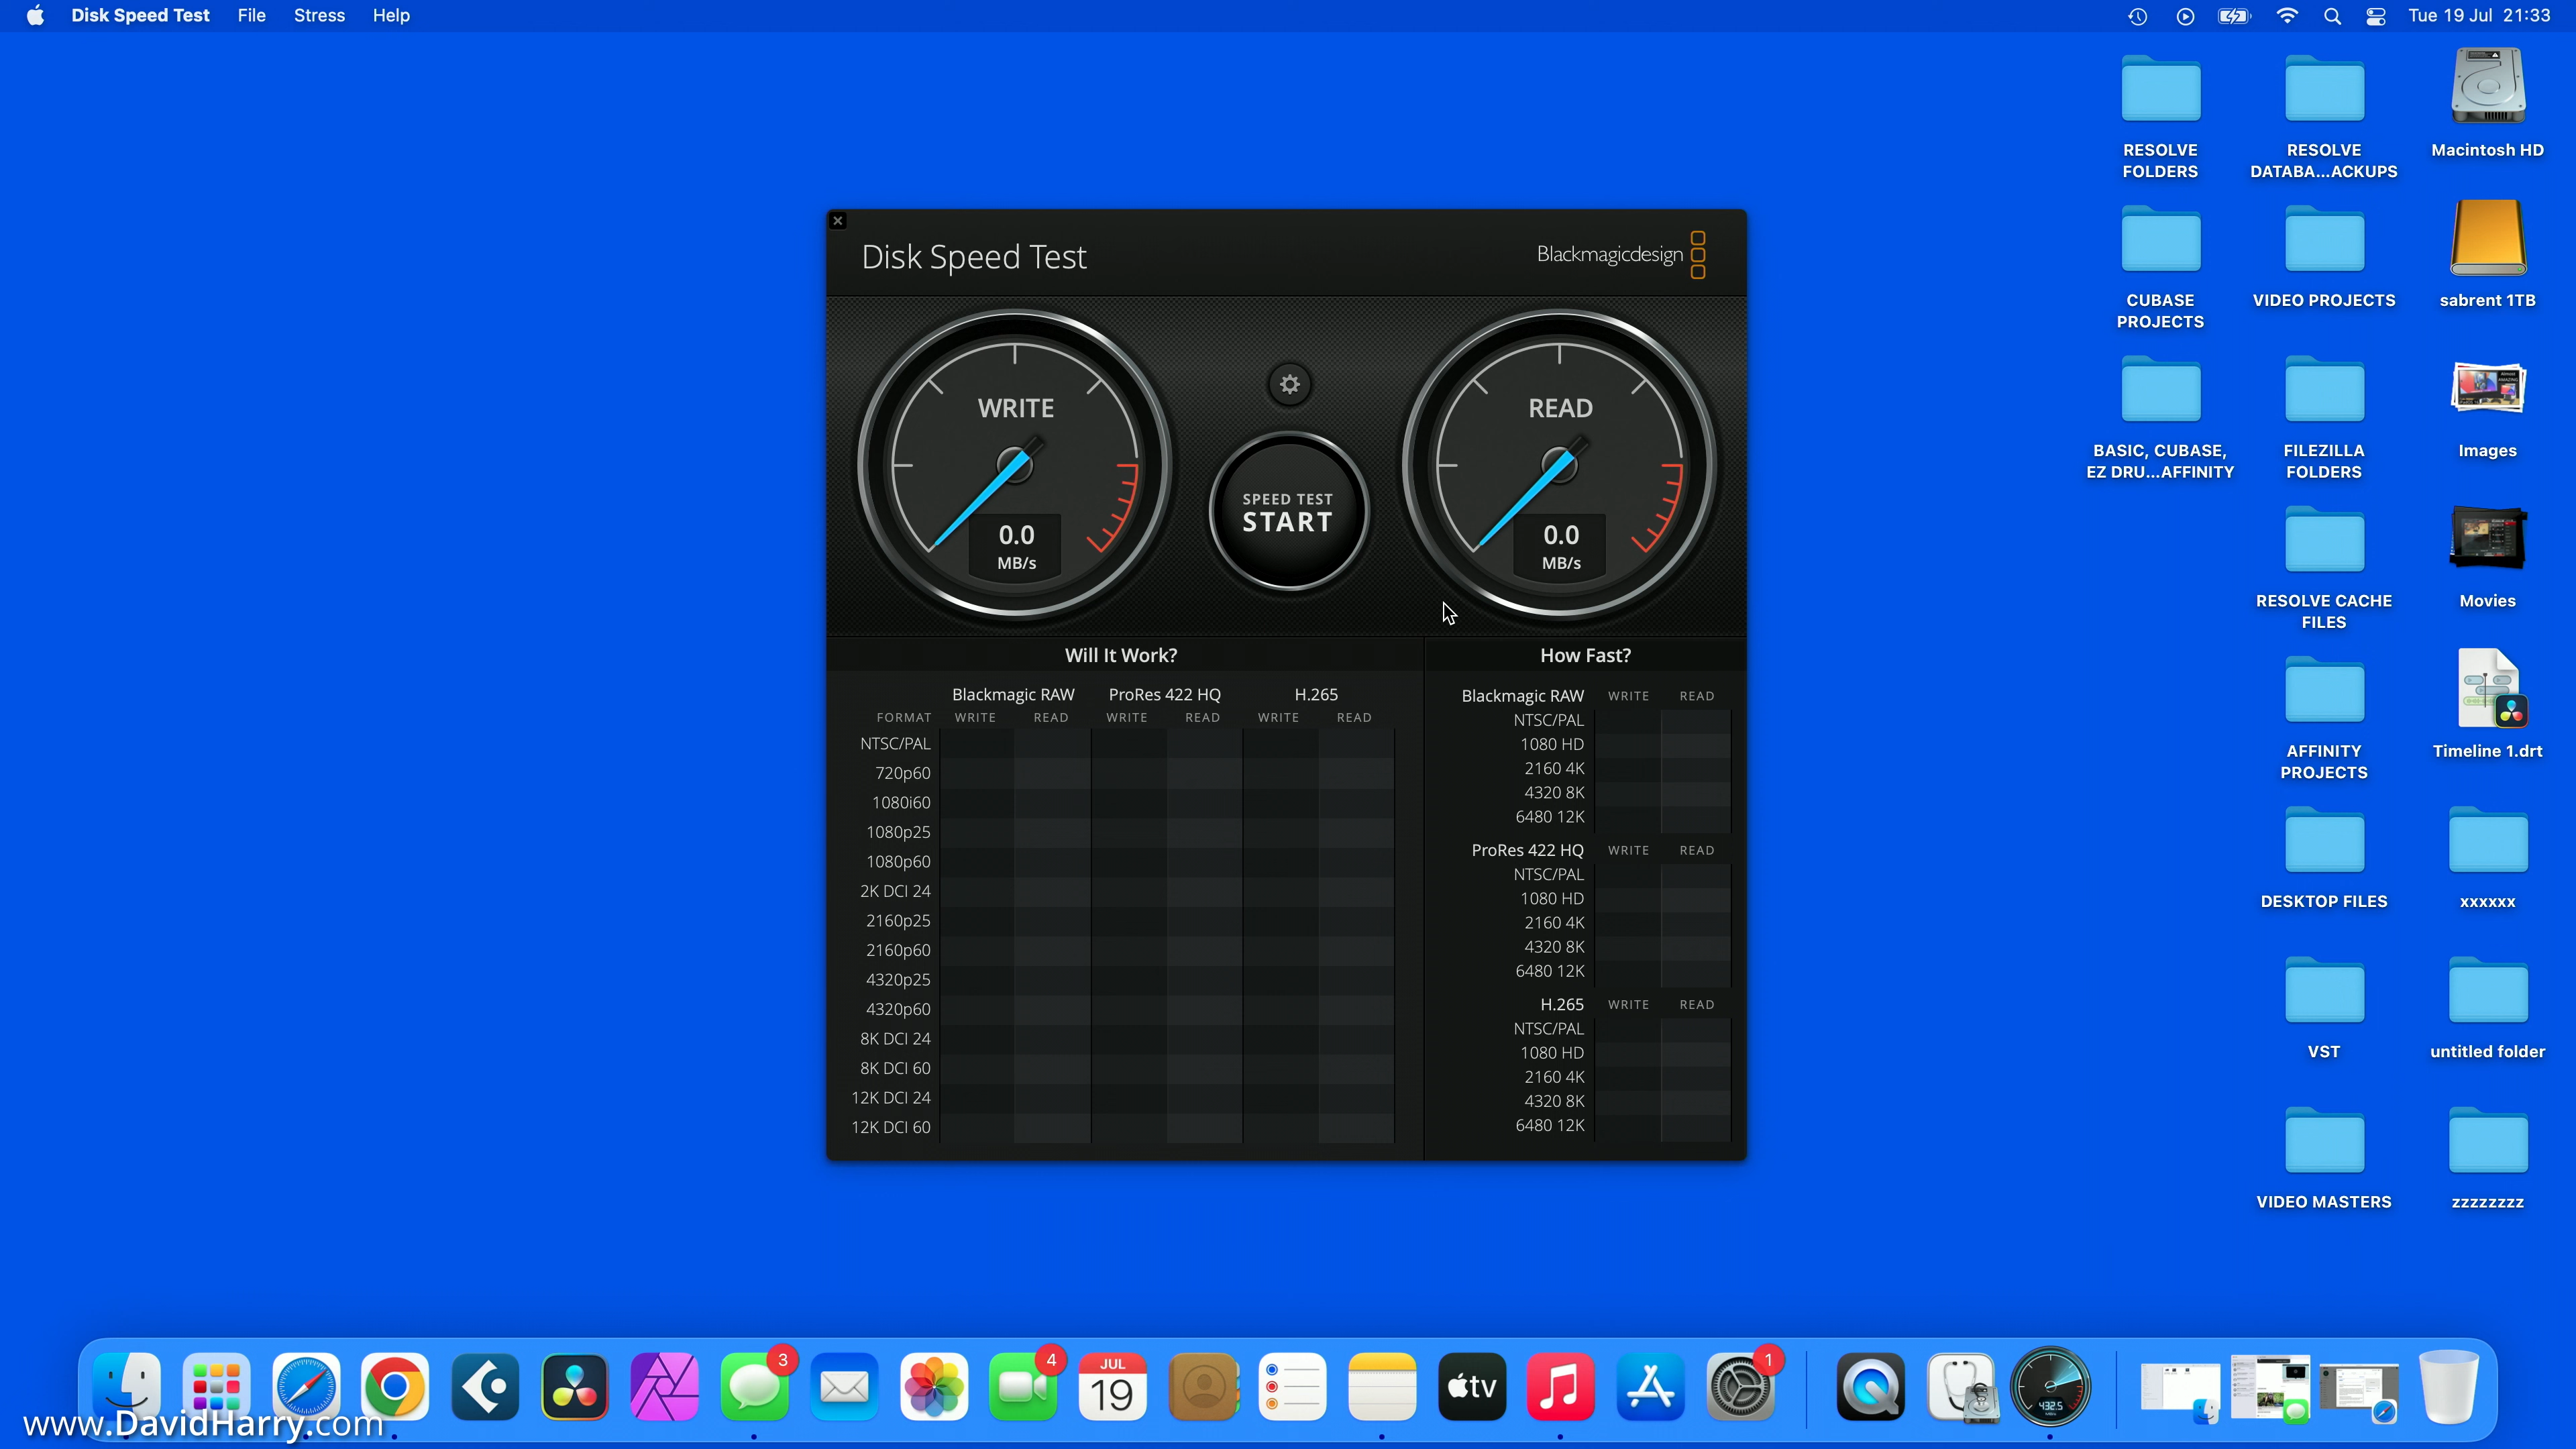 Disk Speed Test File Stress Help Tue 19 Jul 21:33
RESOLVE
FOLDERS
RESOLVE
DATABA...ACKUPS
Macintosh HD
CUBASE
PROJECTS
VIDEO PROJECTS
sabrent 1TB
BASIC, CUBASE,
EZ DRU...AFFINITY
FILEZILLA
FOLDERS
Images
RESOLVE CACHE
FILES
Movies
AFFINITY
PROJECTS
Timeline 1.drt
DESKTOP FILES
xxxxxx
VST
untitled folder
VIDEO MASTERS
zzzzzzzz
Disk Speed Test
Blackmagicdesign
WRITE
0.0
MB/s
SPEED TEST
START
READ
0.0
MB/s
Will It Work?
Blackmagic RAW ProRes 422 HQ H.265
FORMAT WRITE READ WRITE READ WRITE READ
NTSC/PAL
720p60
1080i60
1080p25
1080p60
2K DCI 24
2160p25
2160p60
4320p25
4320p60
8K DCI 24
8K DCI 60
12K DCI 24
12K DCI 60
How Fast?
Blackmagic RAW WRITE READ
NTSC/PAL
1080 HD
2160 4K
4320 8K
6480 12K
ProRes 422 HQ WRITE READ
NTSC/PAL
1080 HD
2160 4K
4320 8K
6480 12K
H.265 WRITE READ
NTSC/PAL
1080 HD
2160 4K
4320 8K
6480 12K
3
4
JUL
19
tv
1
432.5
www.DavidHarry.com